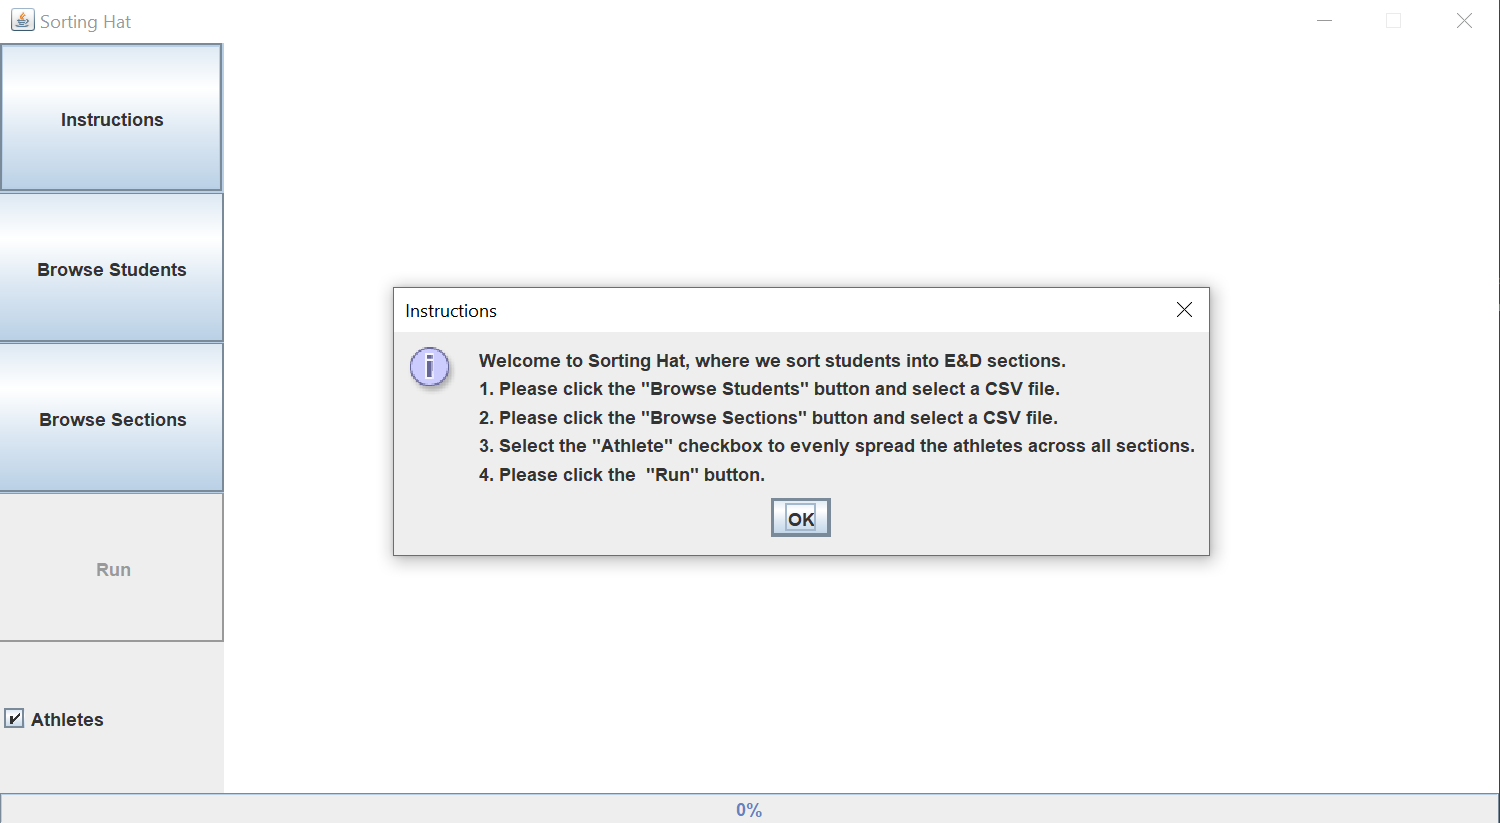 Sorting Hat
Instructions
Browse Students
Browse Sections
Run
Athletes
Instructions
Welcome to Sorting Hat, where we sort students into E&D sections.
1. Please click the "Browse Students" button and select a CSV file.
2. Please click the "Browse Sections" button and select a CSV file.
3. Select the "Athlete" checkbox to evenly spread the athletes across all sections.
4. Please click the  "Run" button.
OK
0%